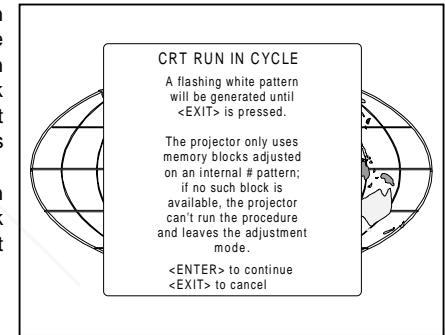 CRT RUN IN CYCLE
A flashing white pattern
will be generated until
<EXIT> is pressed.
The projector only uses
memory blocks adjusted
on an internal # pattern;
if no such block is
available, the projector
can't run the procedure
and leaves the adjustment
mode.
<ENTER> to continue
<EXIT> to cancel